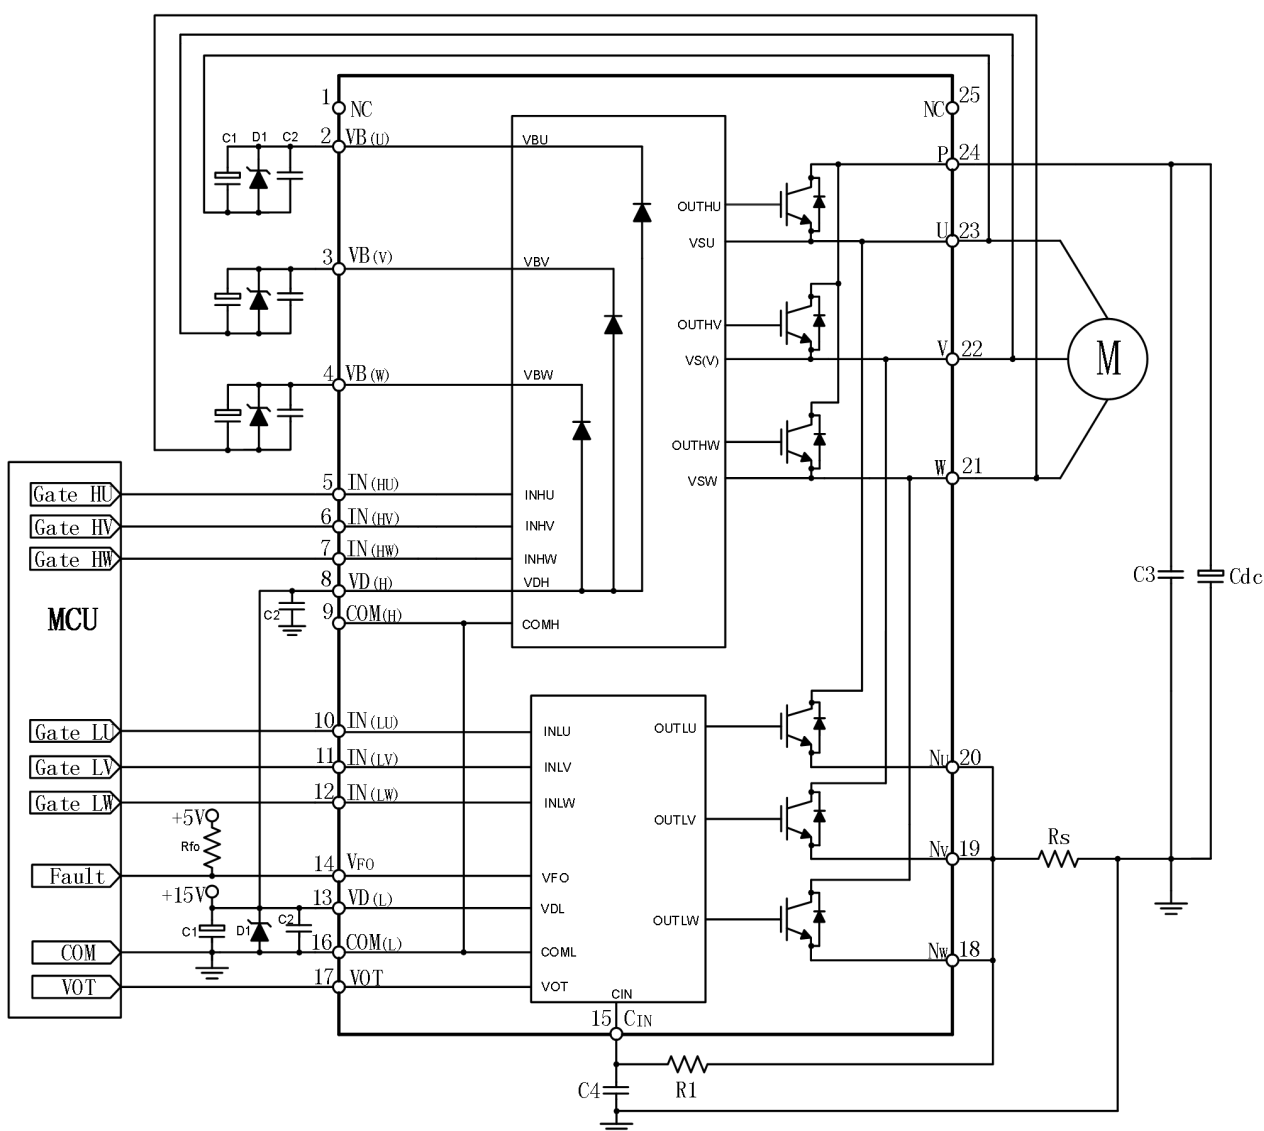 1
NC
25
NC
C1 D1 C2
2
VB(U)
VBU
P
24
OUTHU
U
23
VSU
3
VB(V)
VBV
OUTHV
V
22
VS(V)
M
4
VB(W)
VBW
OUTHW
W
21
VSW
Gate HU
5
IN(HU)
INHU
Gate HV
6
IN(HV)
INHV
Gate HW
7
IN(HW)
INHW
8
VD(H)
VDH
C3
Cdc
MCU
C2
9
COM(H)
COMH
Gate LU
10
IN(LU)
INLU
OUTLU
Gate LV
11
IN(LV)
INLV
NU
20
Gate LW
12
IN(LW)
INLW
OUTLV
+5V
Rfo
NV
19
Rs
Fault
14
VFO
VFO
+15V
13
VD(L)
VDL
OUTLW
C1
D1
C2
COM
16
COM(L)
COML
NW
18
VOT
17
VOT
VOT
CIN
15
CIN
C4
R1